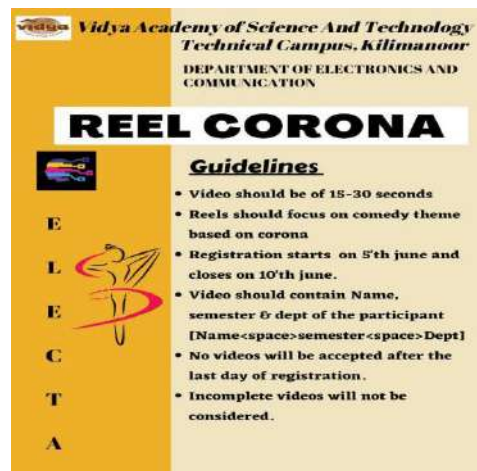 vidya
Vidya Academy of Science And Technology
Technical Campus, Kilimanoor
DEPARTMENT OF ELECTRONICS AND
COMMUNICATION
REEL CORONA
Guidelines
• Video should be of 15-30 seconds
• Reels should focus on comedy theme
based on corona
• Registration starts on 5'th june and
closes on 10'th june.
• Video should contain Name,
semester & dept of the participant
[Name<space>semester<space>Dept]
• No videos will be accepted after the
last day of registration.
• Incomplete videos will not be
considered.
E
L
E
C
T
A